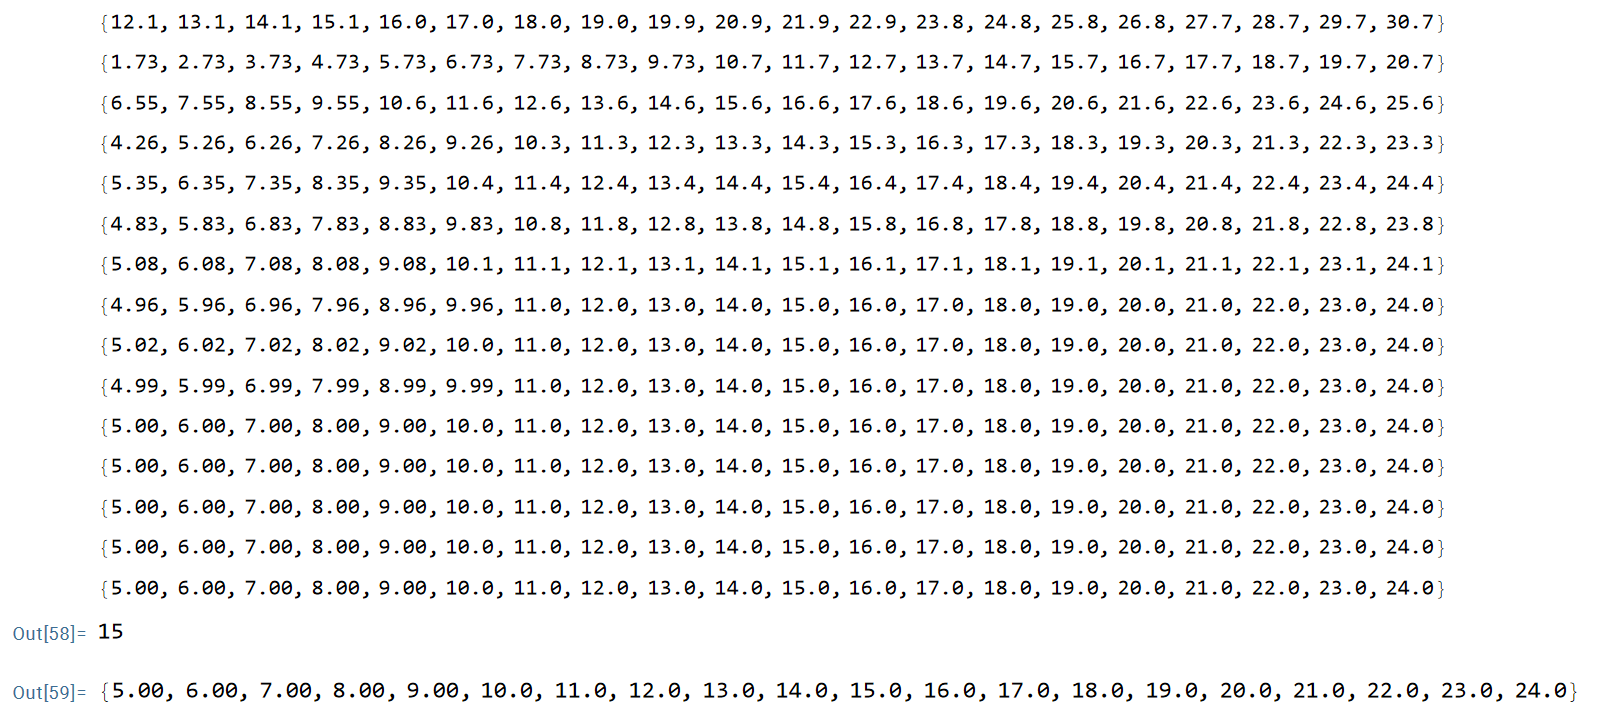 {12.1, 13.1, 14.1, 15.1, 16.0, 17.0, 18.0, 19.0, 19.9, 20.9, 21.9, 22.9, 23.8, 24.8, 25.8, 26.8, 27.7, 28.7, 29.7, 30.7}
{1.73, 2.73, 3.73, 4.73, 5.73, 6.73, 7.73, 8.73, 9.73, 10.7, 11.7, 12.7, 13.7, 14.7, 15.7, 16.7, 17.7, 18.7, 19.7, 20.7}
{6.55, 7.55, 8.55, 9.55, 10.6, 11.6, 12.6, 13.6, 14.6, 15.6, 16.6, 17.6, 18.6, 19.6, 20.6, 21.6, 22.6, 23.6, 24.6, 25.6}
{4.26, 5.26, 6.26, 7.26, 8.26, 9.26, 10.3, 11.3, 12.3, 13.3, 14.3, 15.3, 16.3, 17.3, 18.3, 19.3, 20.3, 21.3, 22.3, 23.3}
{5.35, 6.35, 7.35, 8.35, 9.35, 10.4, 11.4, 12.4, 13.4, 14.4, 15.4, 16.4, 17.4, 18.4, 19.4, 20.4, 21.4, 22.4, 23.4, 24.4}
{4.83, 5.83, 6.83, 7.83, 8.83, 9.83, 10.8, 11.8, 12.8, 13.8, 14.8, 15.8, 16.8, 17.8, 18.8, 19.8, 20.8, 21.8, 22.8, 23.8}
{5.08, 6.08, 7.08, 8.08, 9.08, 10.1, 11.1, 12.1, 13.1, 14.1, 15.1, 16.1, 17.1, 18.1, 19.1, 20.1, 21.1, 22.1, 23.1, 24.1}
{4.96, 5.96, 6.96, 7.96, 8.96, 9.96, 11.0, 12.0, 13.0, 14.0, 15.0, 16.0, 17.0, 18.0, 19.0, 20.0, 21.0, 22.0, 23.0, 24.0}
{5.02, 6.02, 7.02, 8.02, 9.02, 10.0, 11.0, 12.0, 13.0, 14.0, 15.0, 16.0, 17.0, 18.0, 19.0, 20.0, 21.0, 22.0, 23.0, 24.0}
{4.99, 5.99, 6.99, 7.99, 8.99, 9.99, 11.0, 12.0, 13.0, 14.0, 15.0, 16.0, 17.0, 18.0, 19.0, 20.0, 21.0, 22.0, 23.0, 24.0}
{5.00, 6.00, 7.00, 8.00, 9.00, 10.0, 11.0, 12.0, 13.0, 14.0, 15.0, 16.0, 17.0, 18.0, 19.0, 20.0, 21.0, 22.0, 23.0, 24.0}
{5.00, 6.00, 7.00, 8.00, 9.00, 10.0, 11.0, 12.0, 13.0, 14.0, 15.0, 16.0, 17.0, 18.0, 19.0, 20.0, 21.0, 22.0, 23.0, 24.0}
{5.00, 6.00, 7.00, 8.00, 9.00, 10.0, 11.0, 12.0, 13.0, 14.0, 15.0, 16.0, 17.0, 18.0, 19.0, 20.0, 21.0, 22.0, 23.0, 24.0}
{5.00, 6.00, 7.00, 8.00, 9.00, 10.0, 11.0, 12.0, 13.0, 14.0, 15.0, 16.0, 17.0, 18.0, 19.0, 20.0, 21.0, 22.0, 23.0, 24.0}
{5.00, 6.00, 7.00, 8.00, 9.00, 10.0, 11.0, 12.0, 13.0, 14.0, 15.0, 16.0, 17.0, 18.0, 19.0, 20.0, 21.0, 22.0, 23.0, 24.0}
Out[58]= 15
Out[59]= {5.00, 6.00, 7.00, 8.00, 9.00, 10.0, 11.0, 12.0, 13.0, 14.0, 15.0, 16.0, 17.0, 18.0, 19.0, 20.0, 21.0, 22.0, 23.0, 24.0}